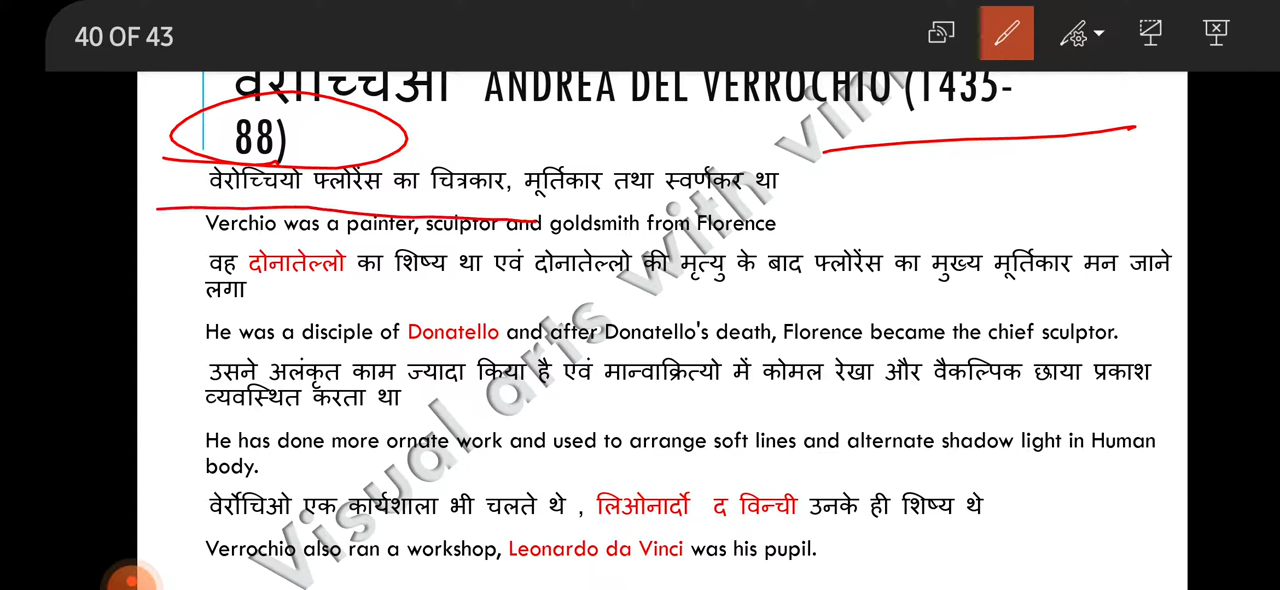 40 OF 43
वेरोच्चिओ ANDREA DEL VERROCHIO (1435-
88)
वेरोच्चियो फ्लोरेंस का चित्रकार, मूर्तिकार तथा स्वर्णकर था
Verchio was a painter, sculptor and goldsmith from Florence
वह दोनातेल्लो का शिष्य था एवं दोनातेल्लो की मृत्यु के बाद फ्लोरेंस का मुख्य मूर्तिकार मन जाने
लगा
He was a disciple of Donatello and after Donatello's death, Florence became the chief sculptor.
उसने अलंकृत काम ज्यादा किया है एवं मान्वाक्रित्यो में कोमल रेखा और वैकल्पिक छाया प्रकाश
व्यवस्थित करता था
He has done more ornate work and used to arrange soft lines and alternate shadow light in Human
body.
वेर्रोचिओ एक कार्यशाला भी चलते थे , लिओनार्दो द विन्ची उनके ही शिष्य थे
Verrochio also ran a workshop, Leonardo da Vinci was his pupil.
Visual arts with